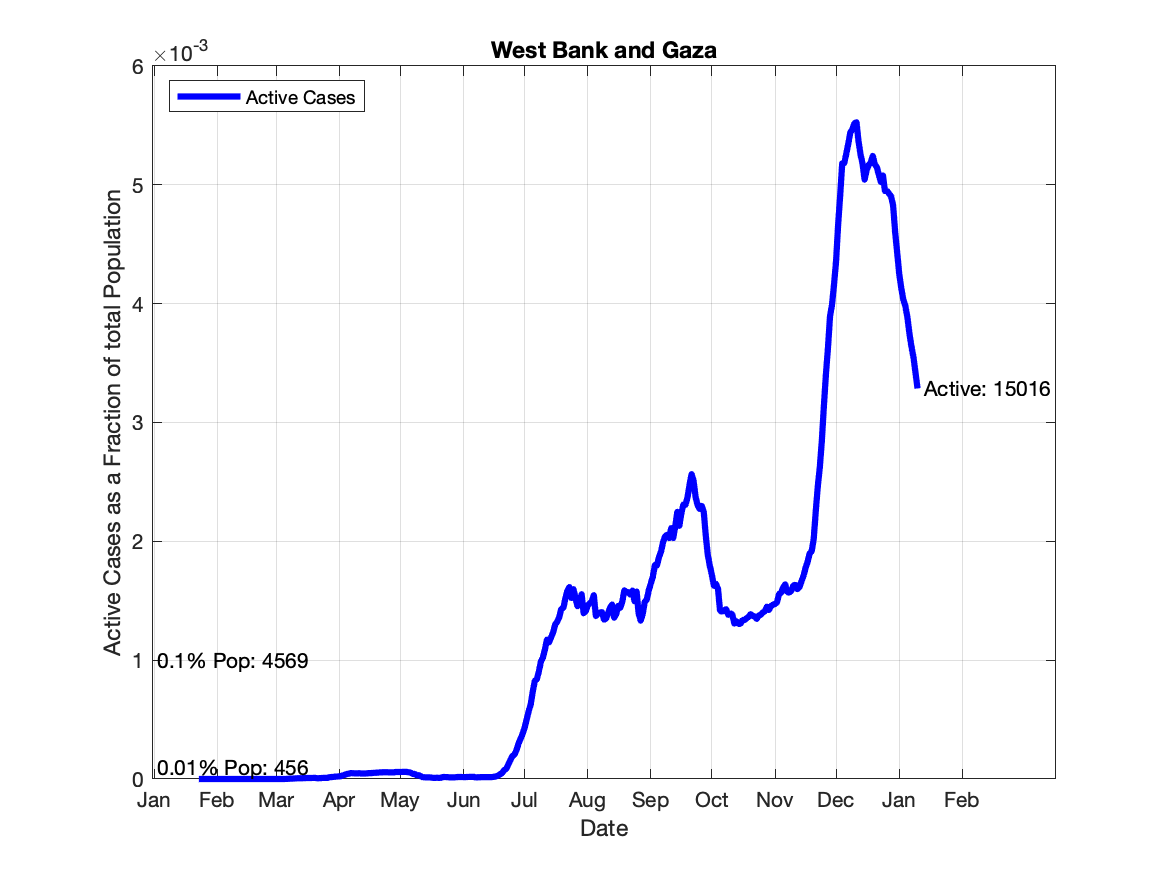 West Bank and Gaza
×10-3
Active Cases
6
5
4
3
2
1
0
Active Cases as a Fraction of total Population
Active: 15016
0.1% Pop: 4569
0.01% Pop: 456
Jan Feb Mar Apr May Jun Jul Aug Sep Oct Nov Dec Jan Feb
Date